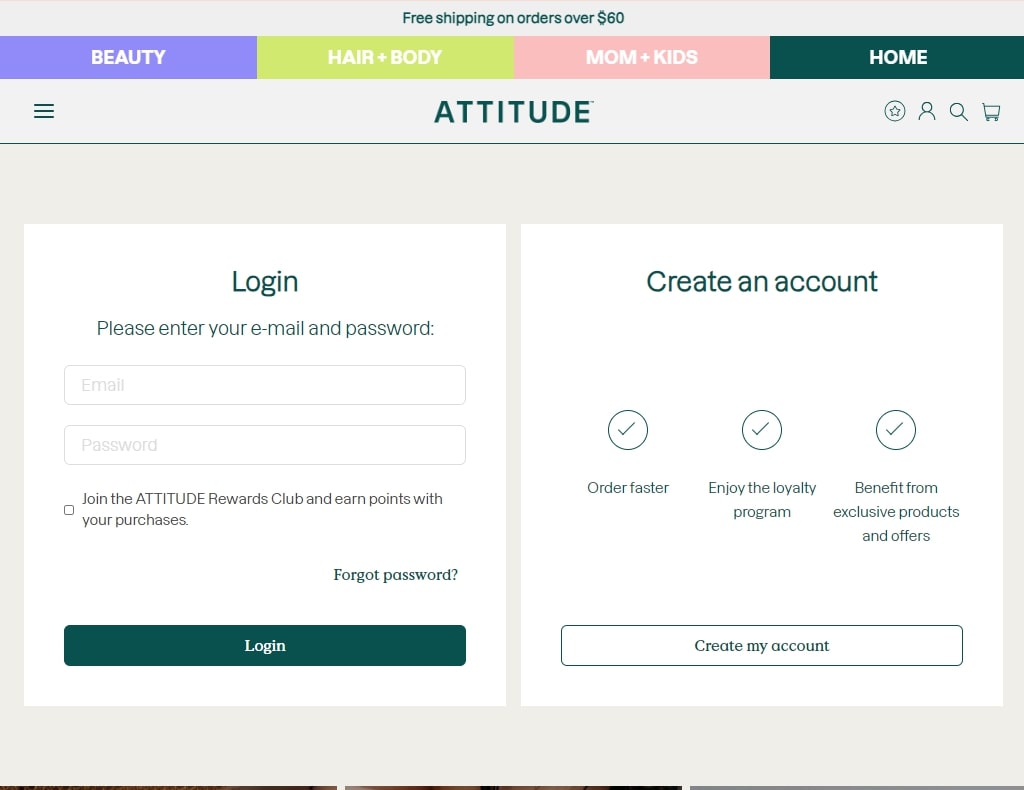 Free shipping on orders over $60
BEAUTY
HAIR + BODY
MOM + KIDS
HOME
ATTITUDE™
Login
Please enter your e-mail and password:
Email
Password
Join the ATTITUDE Rewards Club and earn points with
your purchases.
Forgot password?
Login
Create an account
Order faster
Enjoy the loyalty
program
Benefit from
exclusive products
and offers
Create my account